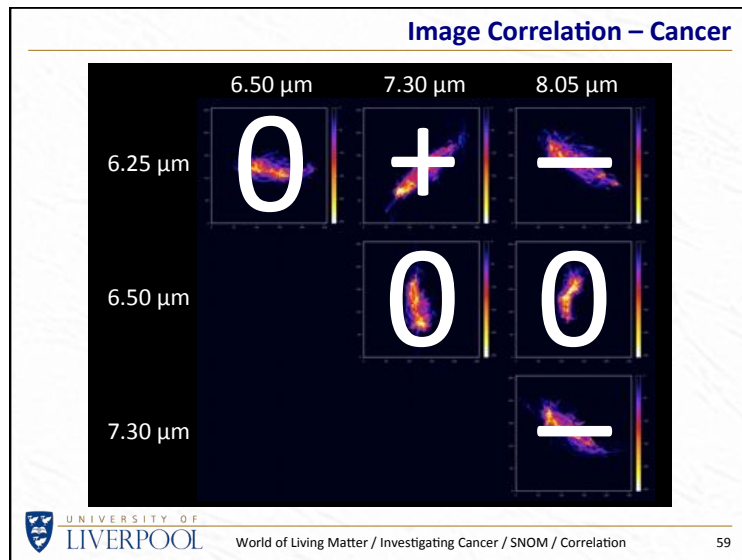 Image Correlation – Cancer
6.50 µm 7.30 µm 8.05 µm
6.25 µm 0 + –
6.50 µm 0 0
7.30 µm –
UNIVERSITY OF
LIVERPOOL
World of Living Matter / Investigating Cancer / SNOM / Correlation 59